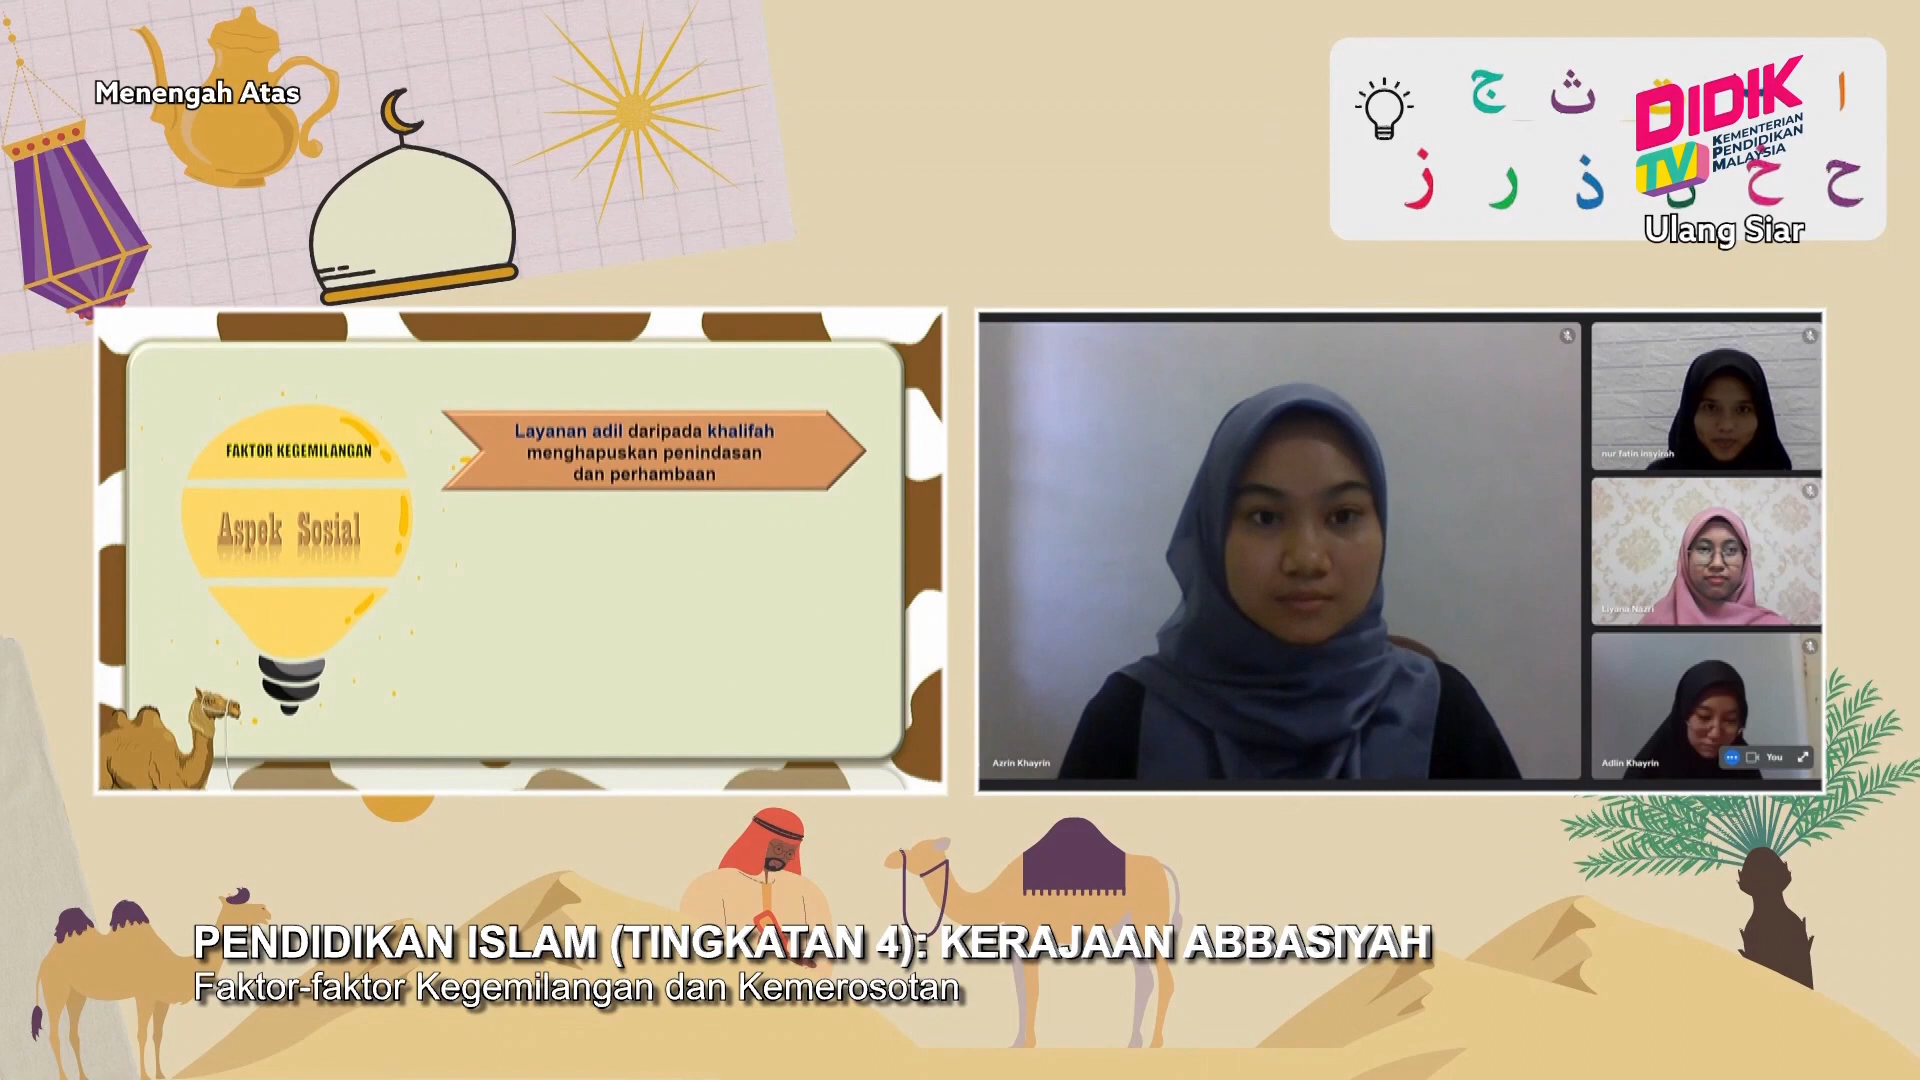 Menengah Atas
ج ث ا
DIDIK
TV
KEMENTERIAN
PENDIDIKAN
MALAYSIA
ز ر ذ خ ح
Ulang Siar
FAKTOR KEGEMILANGAN
Aspek Sosial
Layanan adil daripada khalifah
menghapuskan penindasan
dan perhambaan
nur fatin insyirah
Liyana Nazri
Azrin Khayrin
Adlin Khayrin
You
PENDIDIKAN ISLAM (TINGKATAN 4): KERAJAAN ABBASIYAH
Faktor-faktor Kegemilangan dan Kemerosotan